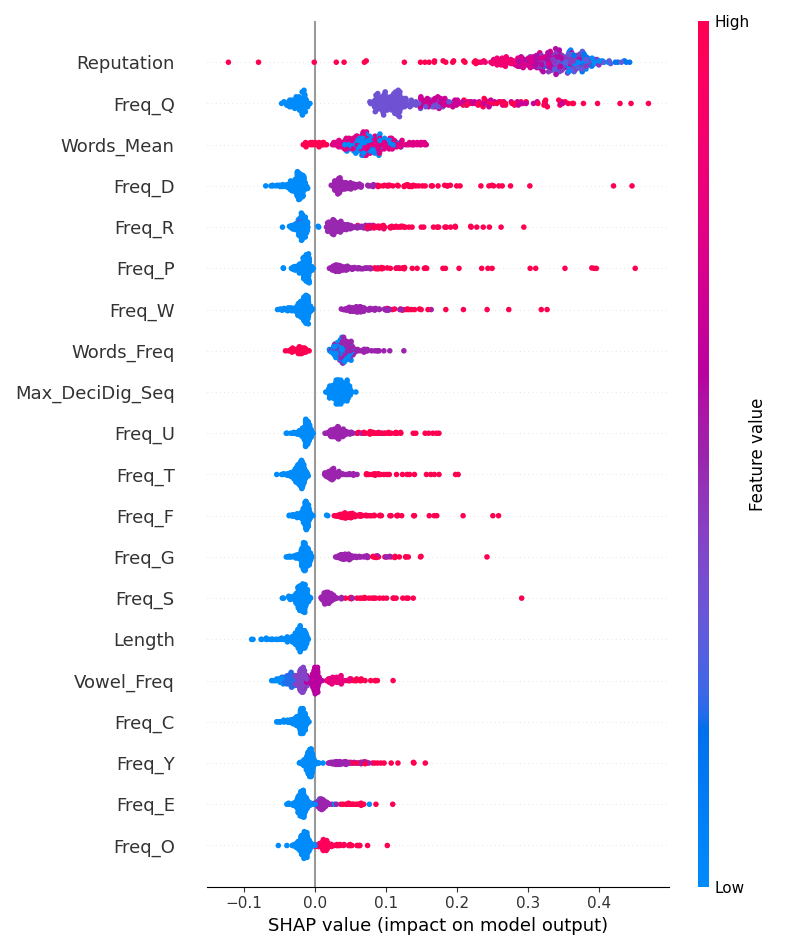 High
Reputation
Freq_Q
Words_Mean
Freq_D
Freq_R
Freq_P
Freq_W
Words_Freq
Max_DeciDig_Seq
Freq_U
Freq_T
Freq_F
Freq_G
Freq_S
Length
Vowel_Freq
Freq_C
Freq_Y
Freq_E
Freq_O
Feature value
Low
−0.1 0.0 0.1 0.2 0.3 0.4
SHAP value (impact on model output)